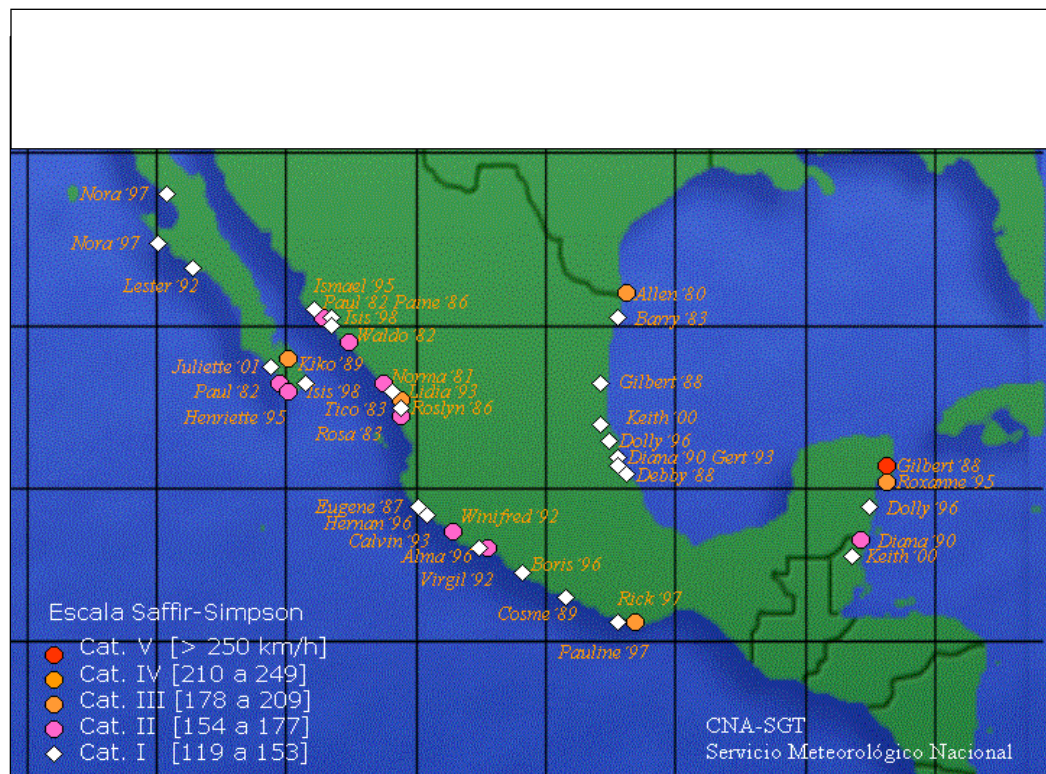 Nora ´97
Nora ´97
Lester ´92
Ismael ´95
Paul ´82 Paine ´86
Isis ´98
Waldo ´82
Allen ´80
Barry ´83
Juliette ´01
Kiko ´89
Paul ´82
Isis ´98
Henriette ´95
Norma ´81
Lidia ´93
Tico ´83
Roslyn ´86
Rosa ´83
Gilbert ´88
Keith ´00
Dolly ´96
Diana ´90 Gert ´93
Debby ´88
Gilbert ´88
Roxanne ´95
Dolly ´96
Diana ´90
Keith ´00
Eugene ´87
Hernan ´96
Winifred ´92
Calvin ´93
Alma ´96
Virgil ´92
Boris ´96
Cosme ´89
Rick ´97
Pauline ´97
Escala Saffir-Simpson
Cat. V [> 250 km/h]
Cat. IV [210 a 249]
Cat. III [178 a 209]
Cat. II [154 a 177]
Cat. I [119 a 153]
CNA-SGT
Servicio Meteorológico Nacional